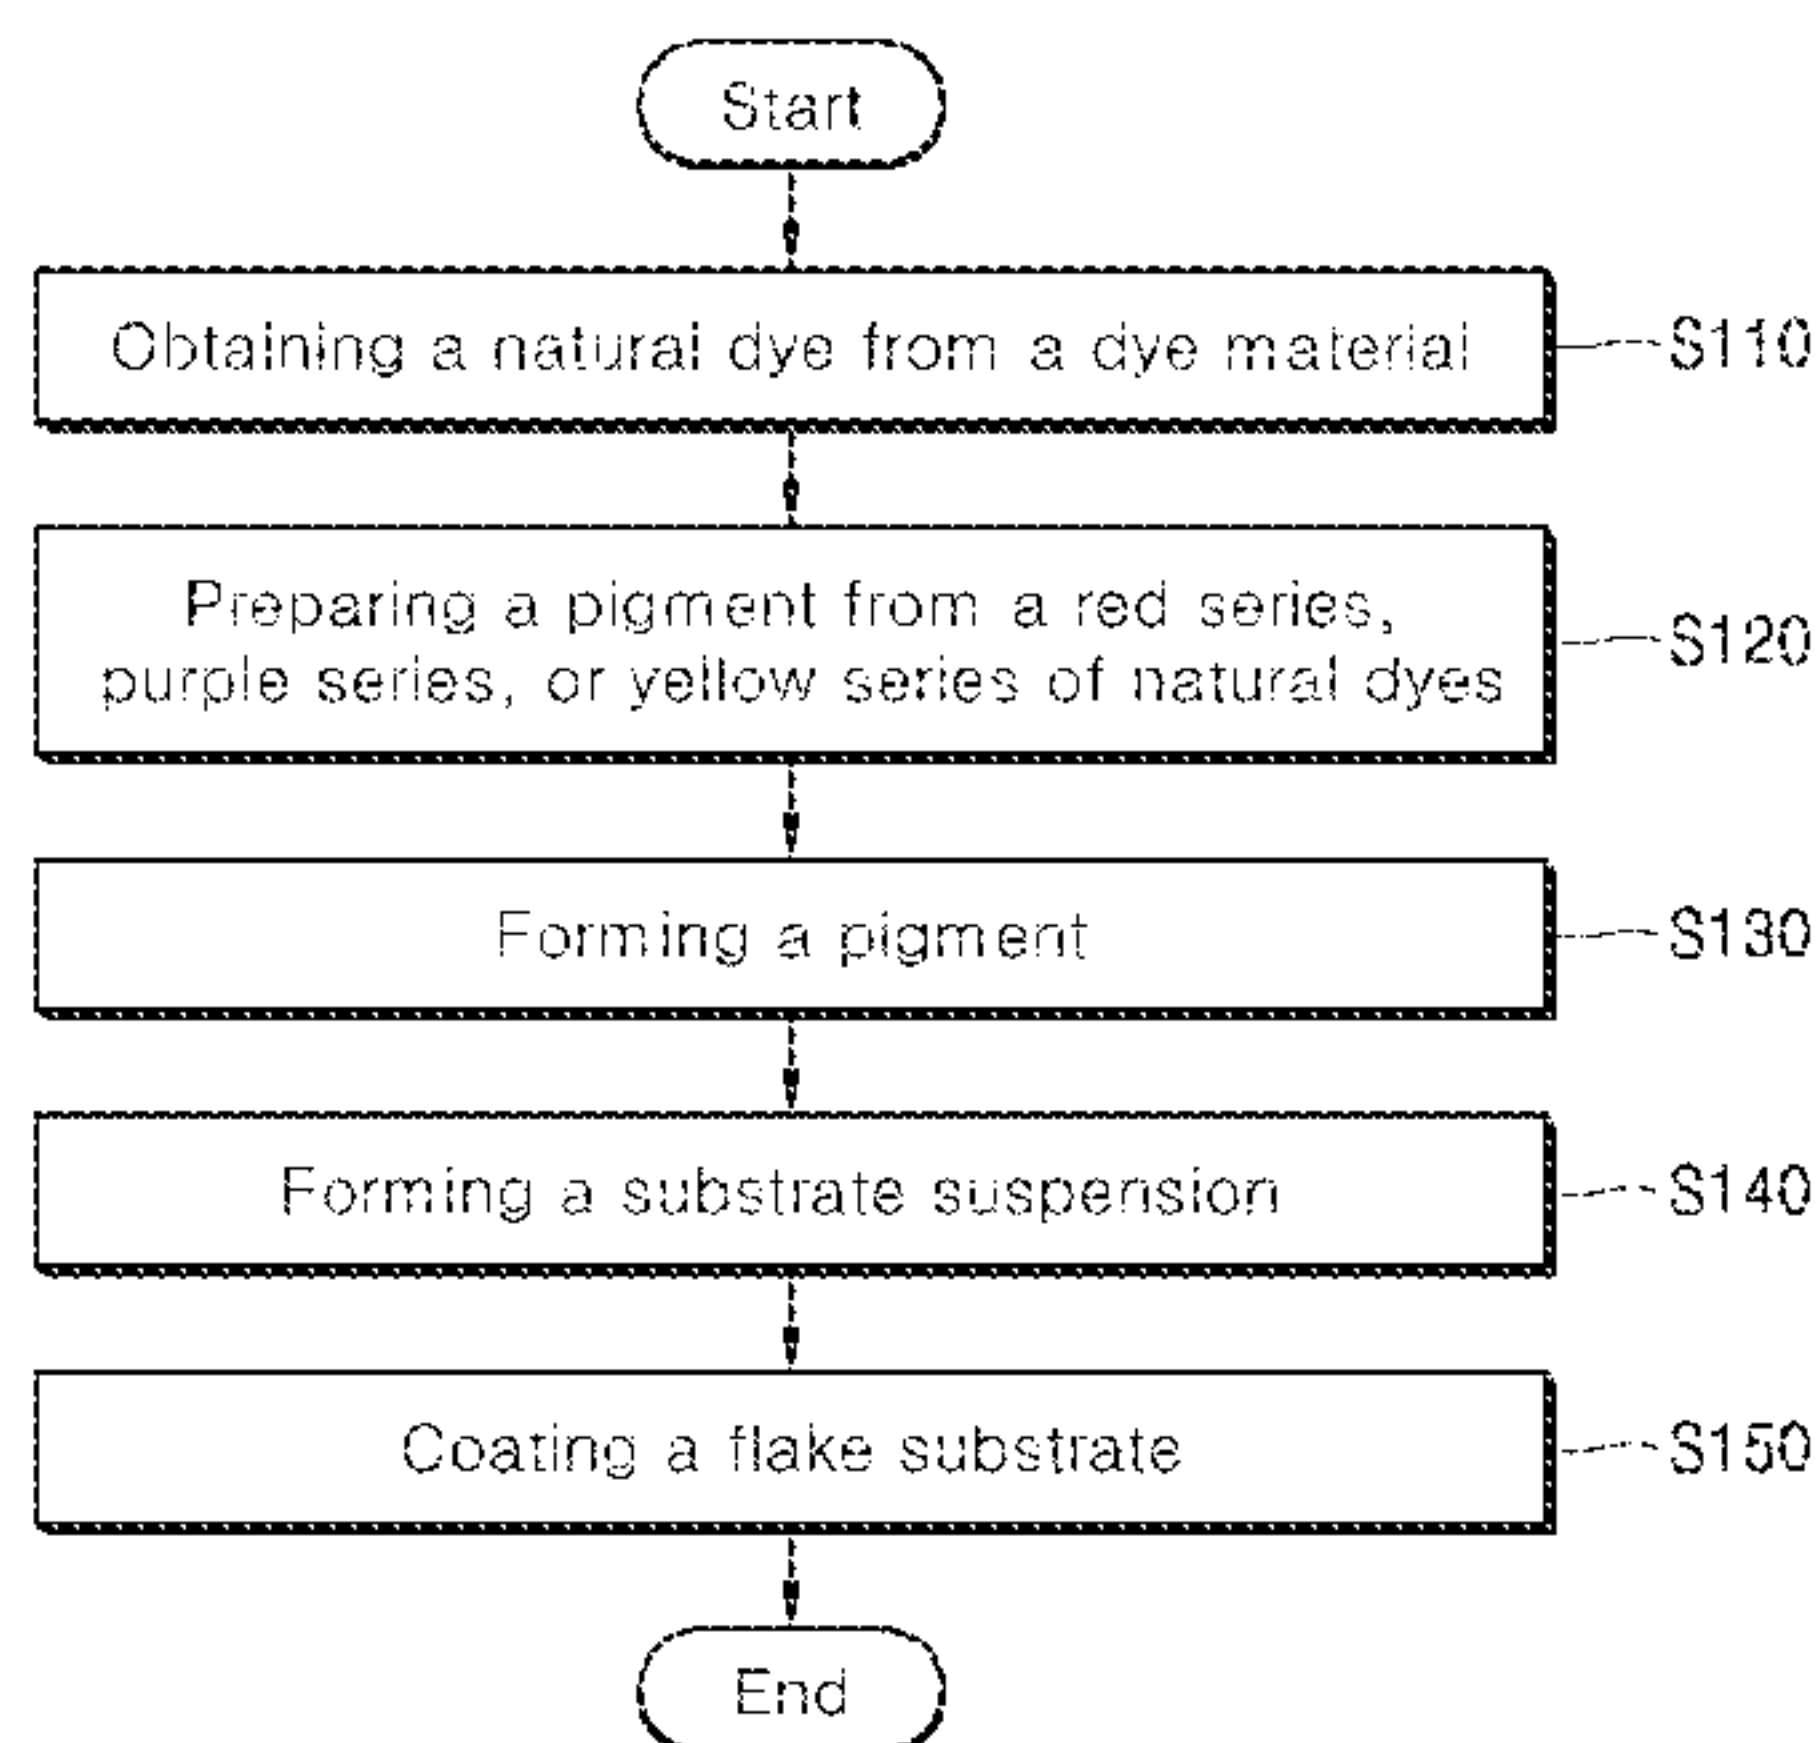 Start
Obtaining a natural dye from a dye material
S110
Preparing a pigment from a red series,
purple series, or yellow series of natural dyes
S120
Forming a pigment
S130
Forming a substrate suspension
S140
Coating a flake substrate
S150
End